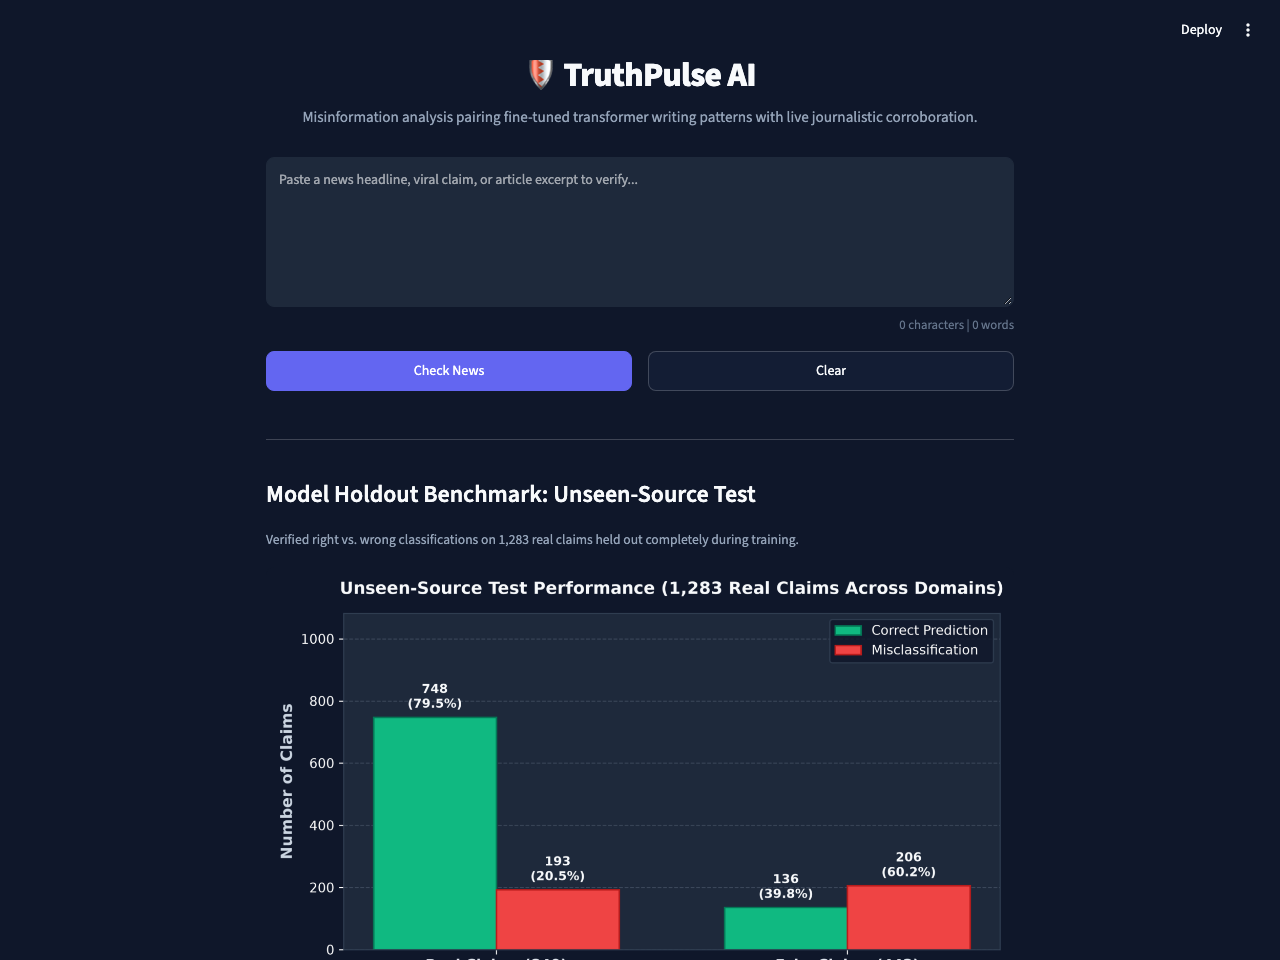 Deploy
TruthPulse AI
Misinformation analysis pairing fine-tuned transformer writing patterns with live journalistic corroboration.
Paste a news headline, viral claim, or article excerpt to verify...
0 characters | 0 words
Check News
Clear
Model Holdout Benchmark: Unseen-Source Test
Verified right vs. wrong classifications on 1,283 real claims held out completely during training.
Unseen-Source Test Performance (1,283 Real Claims Across Domains)
Correct Prediction
Misclassification
Number of Claims
1000
800
600
400
200
0
748
(79.5%)
193
(20.5%)
136
(39.8%)
206
(60.2%)